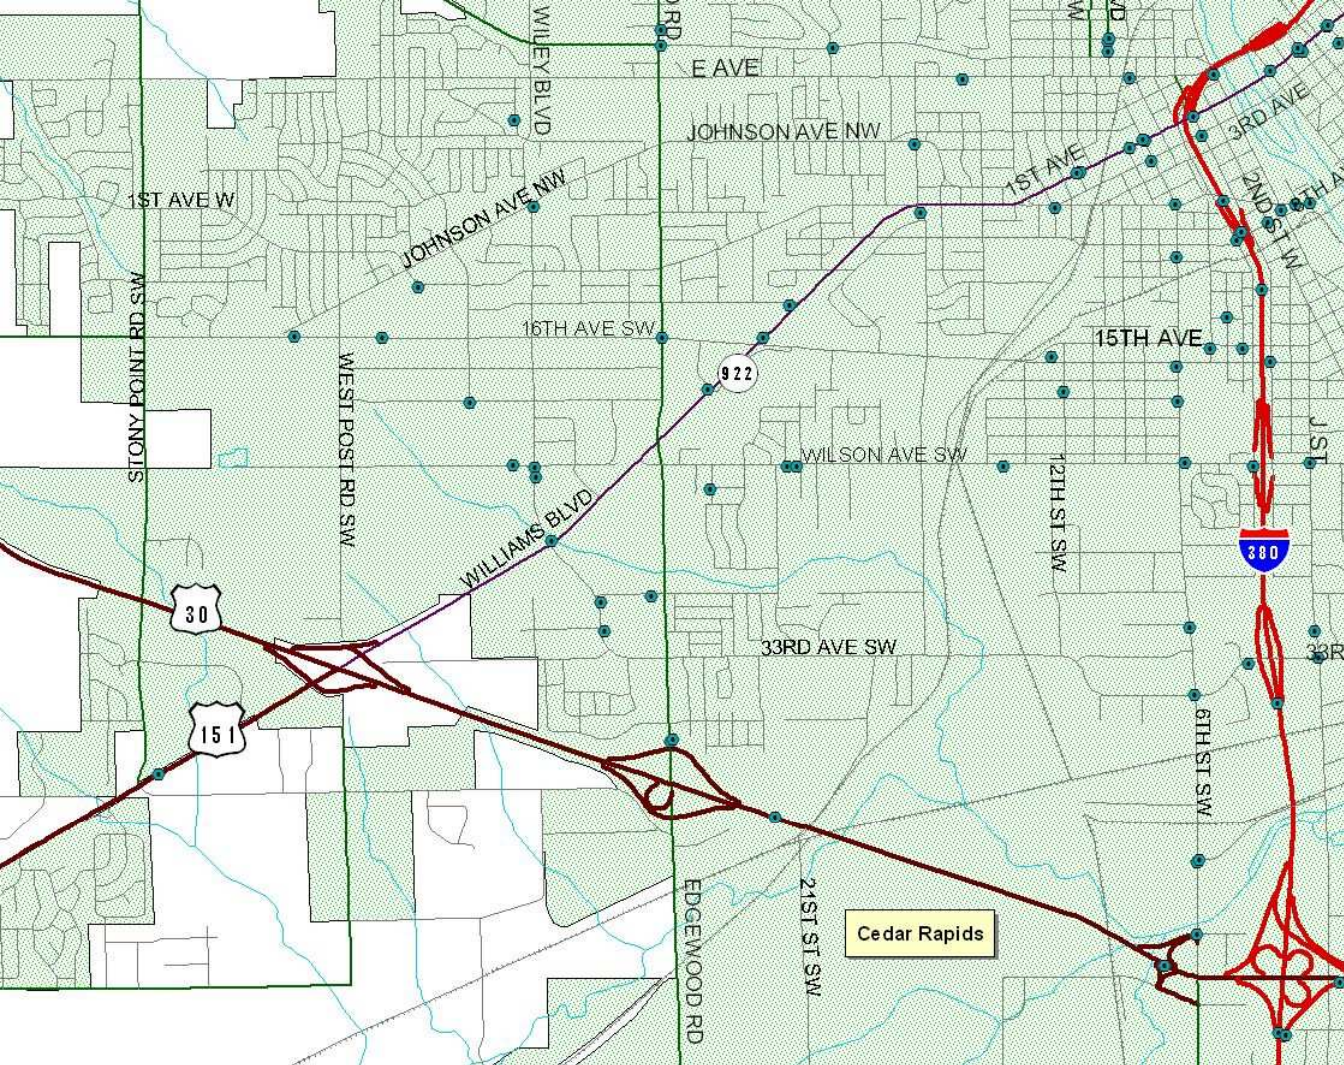 WILEY BLVD
E AVE
JOHNSON AVE NW
3RD AVE
1ST AVE
1ST AVE W
JOHNSON AVE NW
2ND ST W
8TH A
STONY POINT RD SW
16TH AVE SW
15TH AVE
922
WEST POST RD SW
J ST
WILSON AVE SW
12TH ST SW
WILLIAMS BLVD
380
30
33RD AVE SW
33R
151
6TH ST SW
EDGEWOOD RD
21ST ST SW
Cedar Rapids